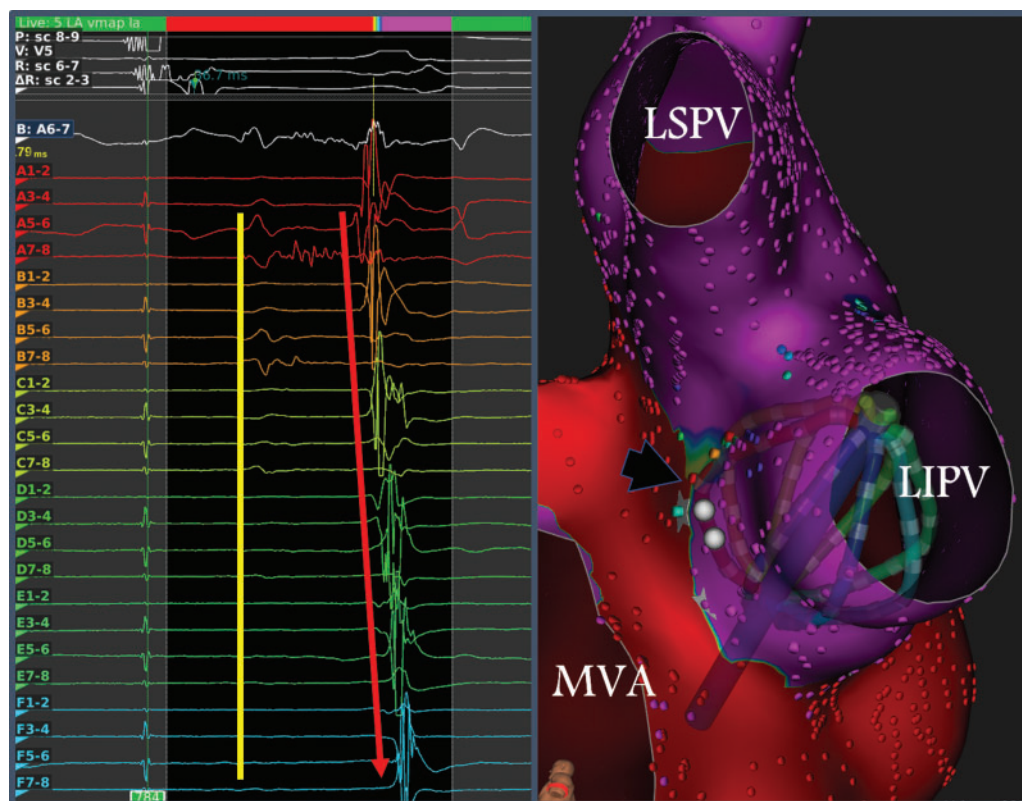 Live: 5 LA vmap la
P: sc 8-9
V: V5
R: sc 6-7
ΔR: sc 2-3
B: A6-7
79 ms
A1-2
A3-4
A5-6
A7-8
B1-2
B3-4
B5-6
B7-8
C1-2
C3-4
C5-6
C7-8
D1-2
D3-4
D5-6
D7-8
E1-2
E3-4
E5-6
E7-8
F1-2
F3-4
F5-6
F7-8
784
LSPV
LIPV
MVA